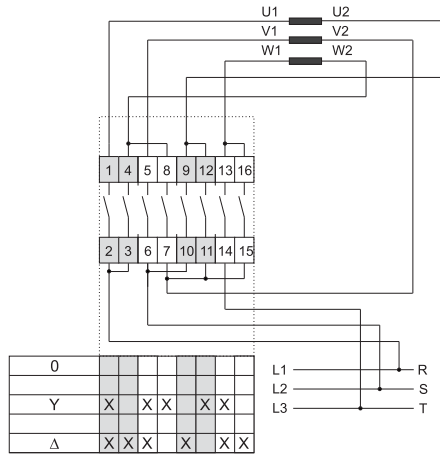 U1 U2
V1 V2
W1 W2
1 4 5 8 9 12 13 16
2 3 6 7 10 11 14 15
L1 R
L2 S
L3 T
0
Y X X X X X
Δ X X X X X X